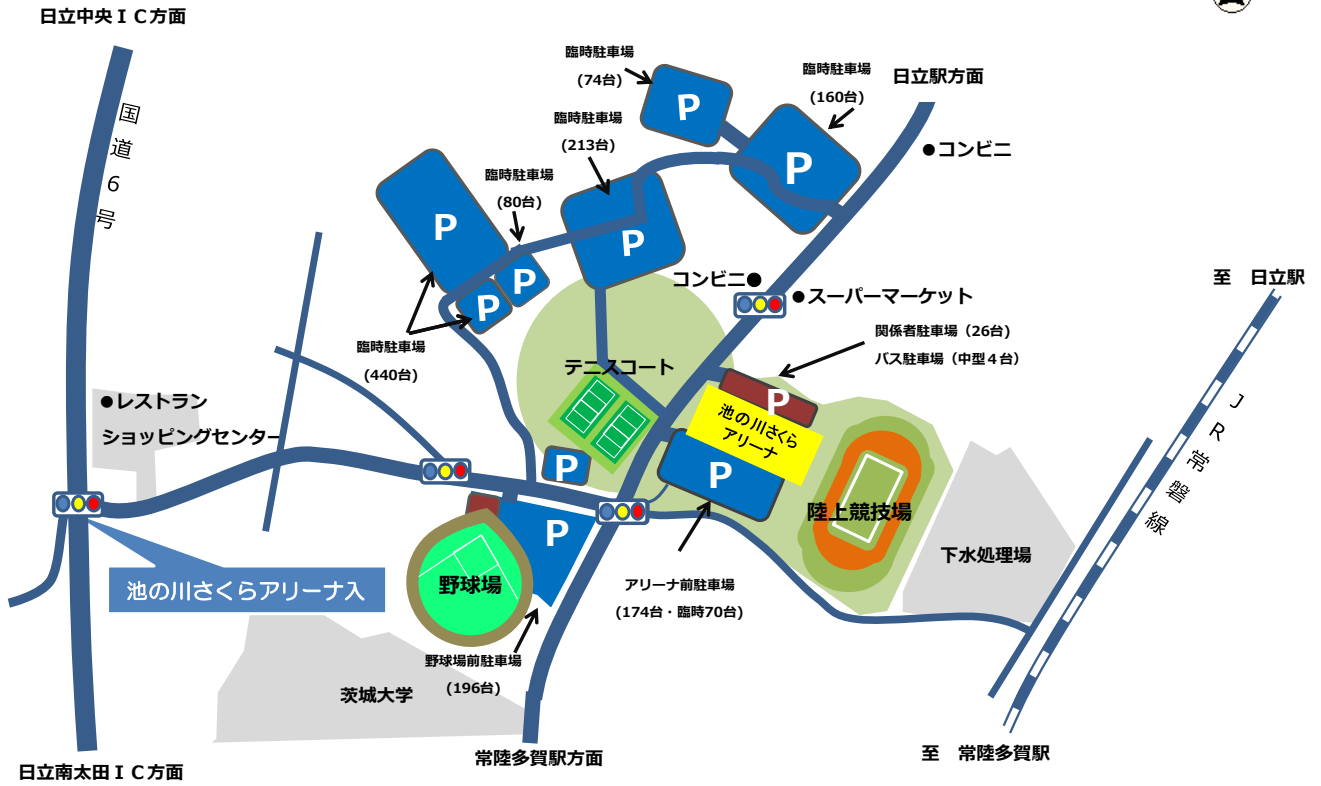 日立中央ＩＣ方面
国道６号
臨時駐車場
(74台)
臨時駐車場
(160台)
日立駅方面
臨時駐車場
(213台)
●コンビニ
臨時駐車場
(80台)
P
P
P
P
P
P
コンビニ●
●スーパーマーケット
至　日立駅
関係者駐車場（26台）
バス駐車場（中型４台）
臨時駐車場
(440台)
テニスコート
P
池の川さくら
アリーナ
ＪＲ常磐線
●レストラン
ショッピングセンター
P
P
陸上競技場
P
下水処理場
池の川さくらアリーナ入
野球場
アリーナ前駐車場
(174台・臨時70台)
野球場前駐車場
(196台)
茨城大学
常陸多賀駅方面
至　常陸多賀駅
日立南太田ＩＣ方面